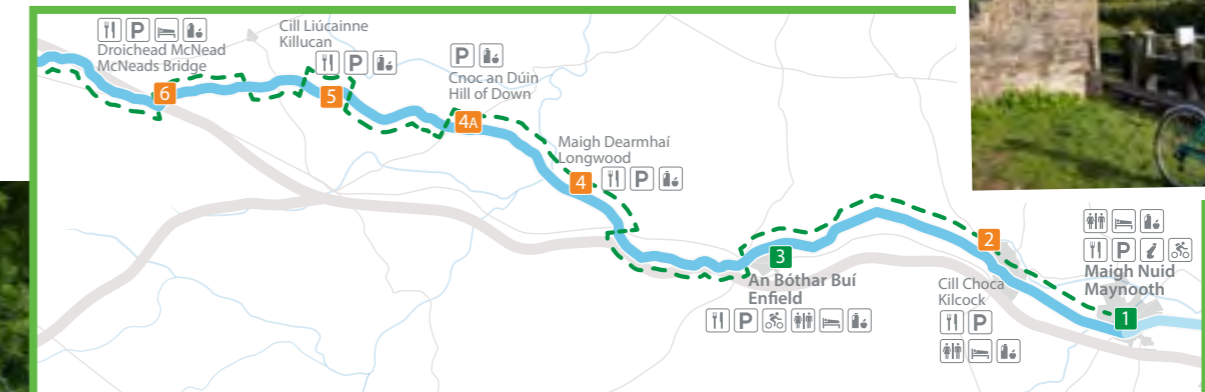 Droichead McNead
McNeads Bridge
6
Cill Liúcainne
Killucan
P
5
P
Cnoc an Dúin
Hill of Down
4A
Maigh Dearmhaí
Longwood
4
P
3
An Bóthar Buí
Enfield
P
2
Cill Choca
Kilcock
P
P
Maigh Nuid
Maynooth
1